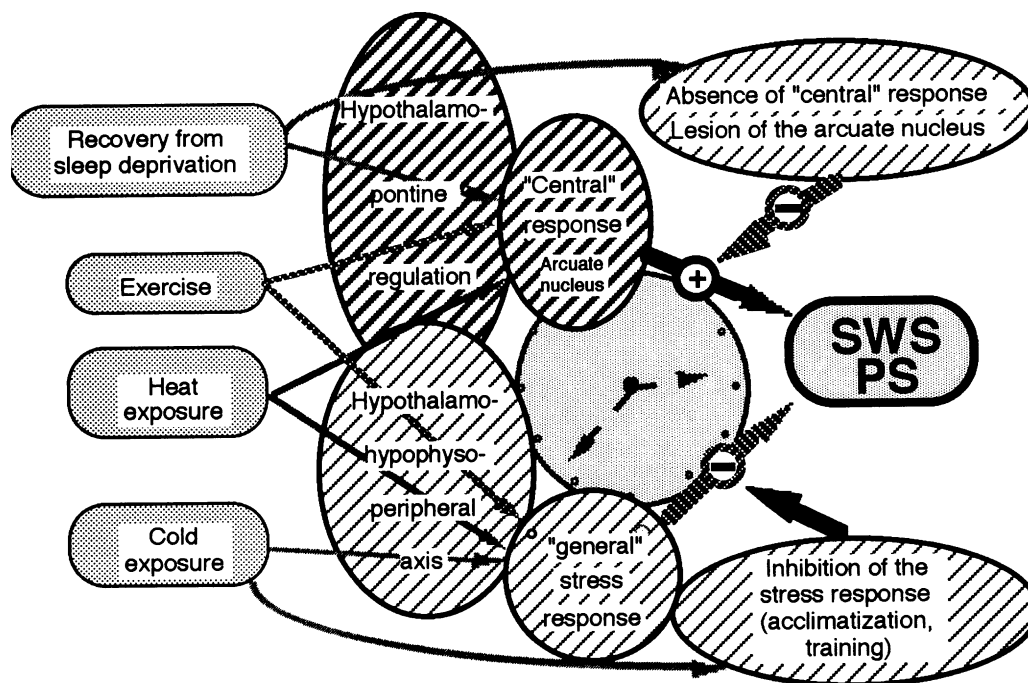 Recovery from
sleep deprivation
Exercise
Heat
exposure
Cold
exposure
Hypothalamo-
pontine
regulation
"Central"
response
Arcuate
nucleus
Hypothalamo-
hypophyso-
peripheral
axis
"general"
stress
response
Absence of "central" response
Lesion of the arcuate nucleus
+
−
SWS
PS
−
Inhibition of the
stress response
(acclimatization,
training)